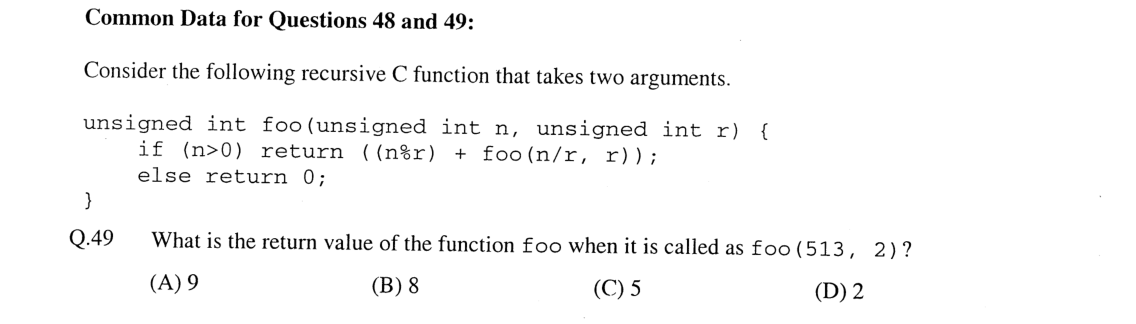 Common Data for Questions 48 and 49:
Consider the following recursive C function that takes two arguments.
unsigned int foo(unsigned int n, unsigned int r) {
if (n>0) return ((n%r) + foo(n/r, r));
else return 0;
}
Q.49 What is the return value of the function foo when it is called as foo(513, 2)?
(A) 9 (B) 8 (C) 5 (D) 2